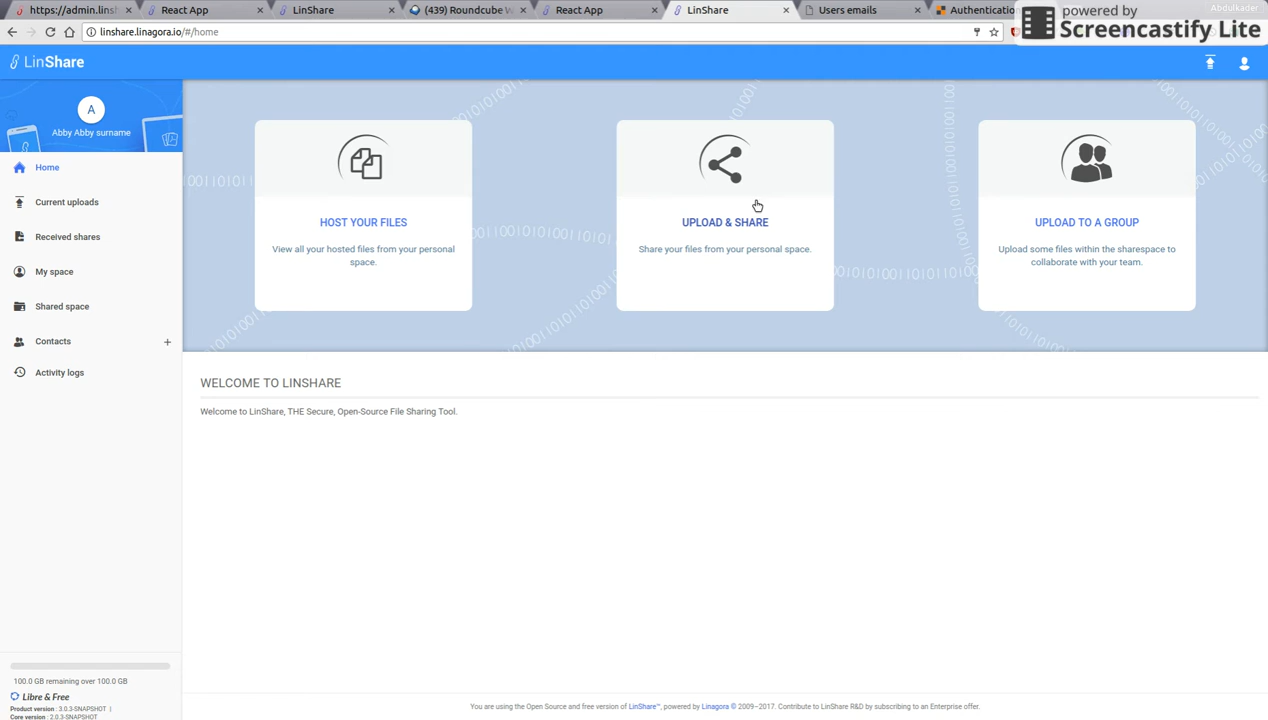 https://admin.linsh
React App
LinShare
(439) Roundcube W
React App
LinShare
Users emails
Authentication
Abdulkader
powered by
Screencastify Lite
linshare.linagora.io/#/home
LinShare
A
Abby Abby surname
Home
Current uploads
Received shares
My space
Shared space
Contacts
Activity logs
HOST YOUR FILES
View all your hosted files from your personal
space.
UPLOAD & SHARE
Share your files from your personal space.
UPLOAD TO A GROUP
Upload some files within the sharespace to
collaborate with your team.
WELCOME TO LINSHARE
Welcome to LinShare, THE Secure, Open-Source File Sharing Tool.
100.0 GB remaining over 100.0 GB
Libre & Free
Product version : 3.0.3-SNAPSHOT |
Core version : 2.0.3-SNAPSHOT
You are using the Open Source and free version of LinShare™, powered by Linagora © 2009–2017. Contribute to LinShare R&D by subscribing to an Enterprise offer.